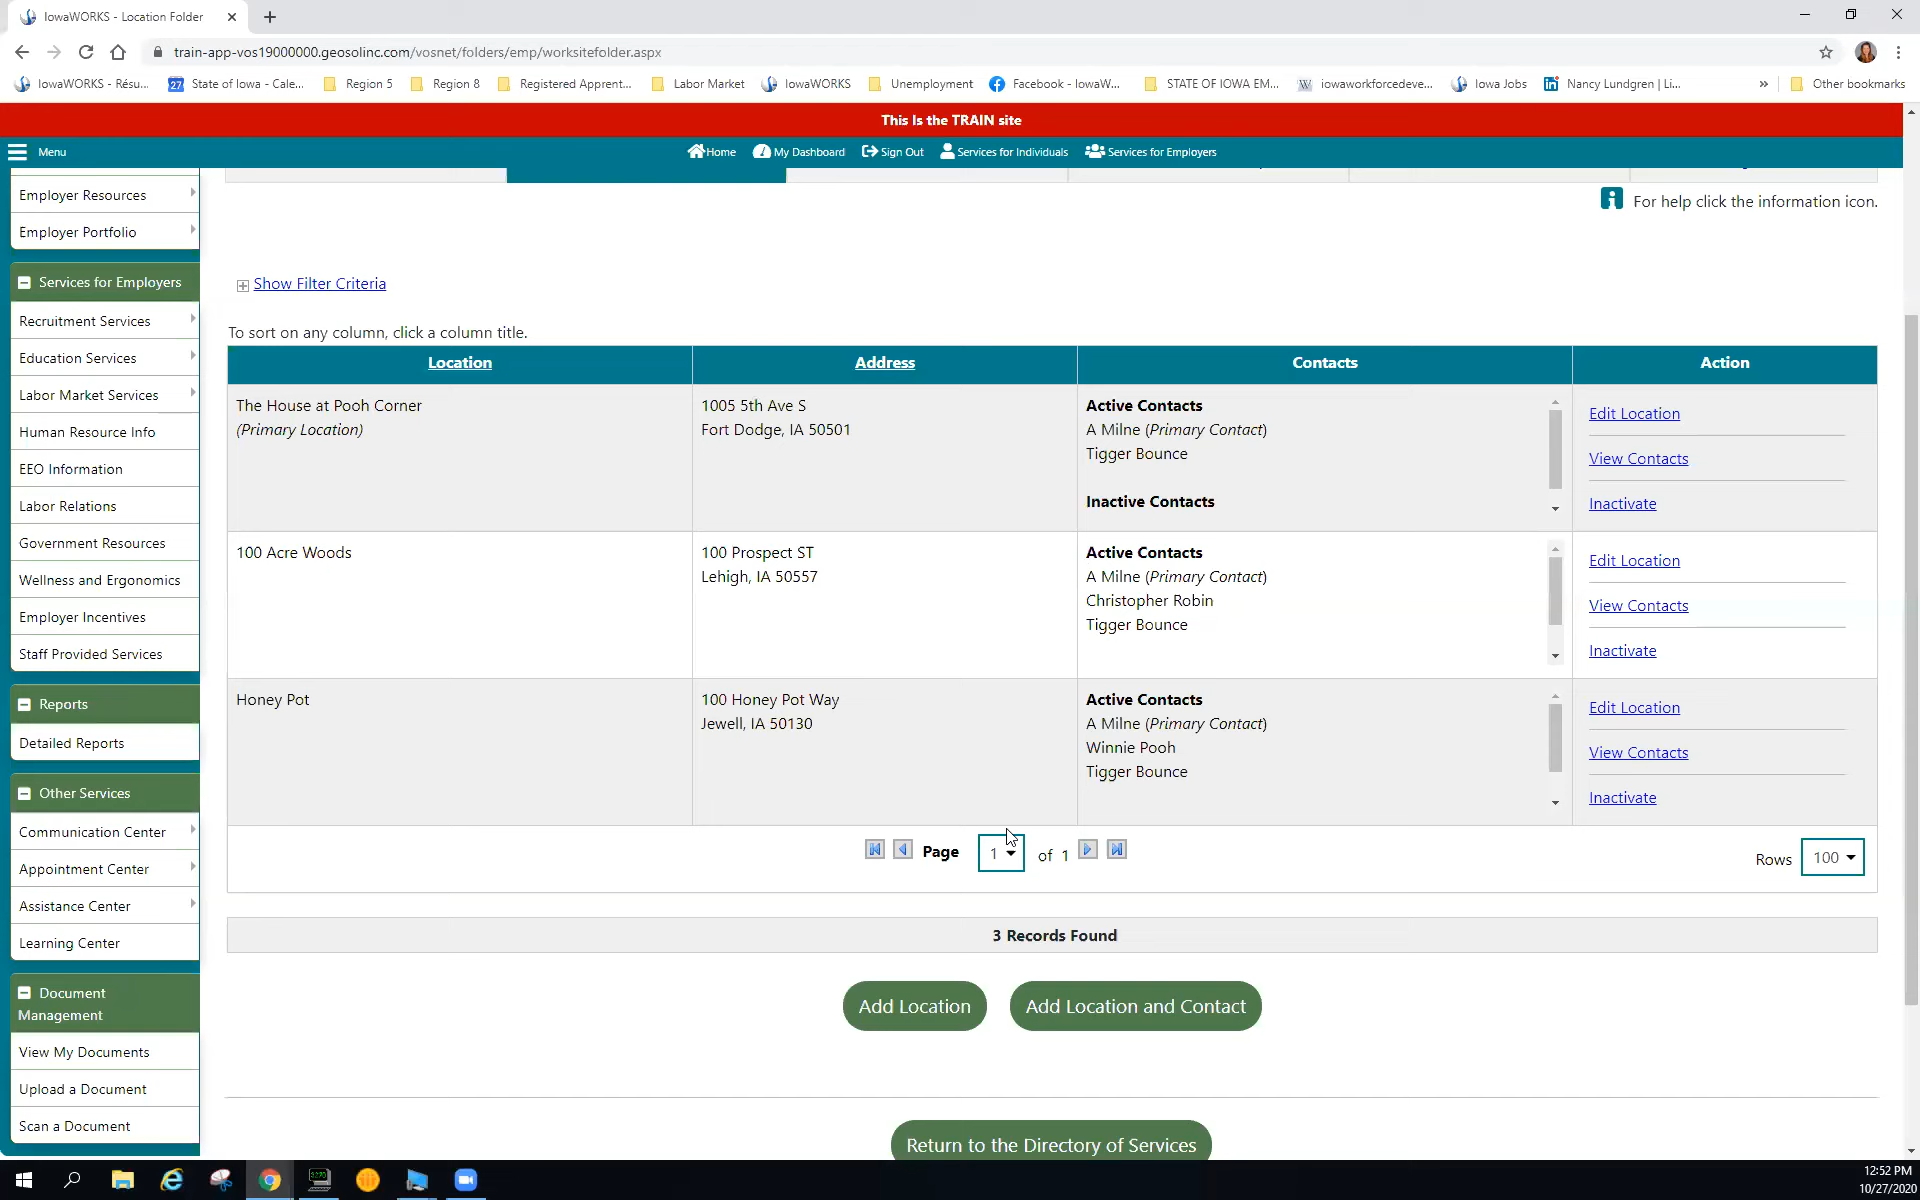 IowaWORKS - Location Folder
train-app-vos19000000.geosolinc.com/vosnet/folders/emp/worksitefolder.aspx
IowaWORKS - Résu...
27
State of Iowa - Cale...
Region 5
Region 8
Registered Apprent...
Labor Market
IowaWORKS
Unemployment
Facebook - IowaW...
STATE OF IOWA EM...
W
iowaworkforcedeve...
Iowa Jobs
Nancy Lundgren | Li...
»
Other bookmarks
This Is the TRAIN site
Menu
Home
My Dashboard
Sign Out
Services for Individuals
Services for Employers
Employer Resources
Employer Portfolio
Services for Employers
Recruitment Services
Education Services
Labor Market Services
Human Resource Info
EEO Information
Labor Relations
Government Resources
Wellness and Ergonomics
Employer Incentives
Staff Provided Services
Reports
Detailed Reports
Other Services
Communication Center
Appointment Center
Assistance Center
Learning Center
Document
Management
View My Documents
Upload a Document
Scan a Document
For help click the information icon.
Show Filter Criteria
To sort on any column, click a column title.
Location
Address
Contacts
Action
The House at Pooh Corner
(Primary Location)
1005 5th Ave S
Fort Dodge, IA 50501
Active Contacts
A Milne (Primary Contact)
Tigger Bounce
Inactive Contacts
Edit Location
View Contacts
Inactivate
100 Acre Woods
100 Prospect ST
Lehigh, IA 50557
Active Contacts
A Milne (Primary Contact)
Christopher Robin
Tigger Bounce
Edit Location
View Contacts
Inactivate
Honey Pot
100 Honey Pot Way
Jewell, IA 50130
Active Contacts
A Milne (Primary Contact)
Winnie Pooh
Tigger Bounce
Edit Location
View Contacts
Inactivate
Page 1 of 1
Rows 100
3 Records Found
Add Location
Add Location and Contact
Return to the Directory of Services
12:52 PM
10/27/2020